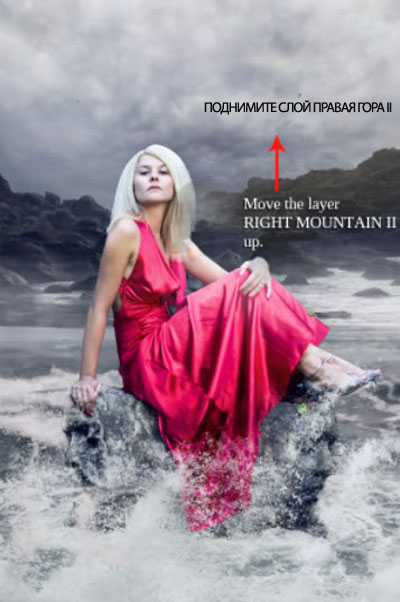 ПОДНИМИТЕ СЛОЙ ПРАВАЯ ГОРА II
Move the layer
RIGHT MOUNTAIN II
up.